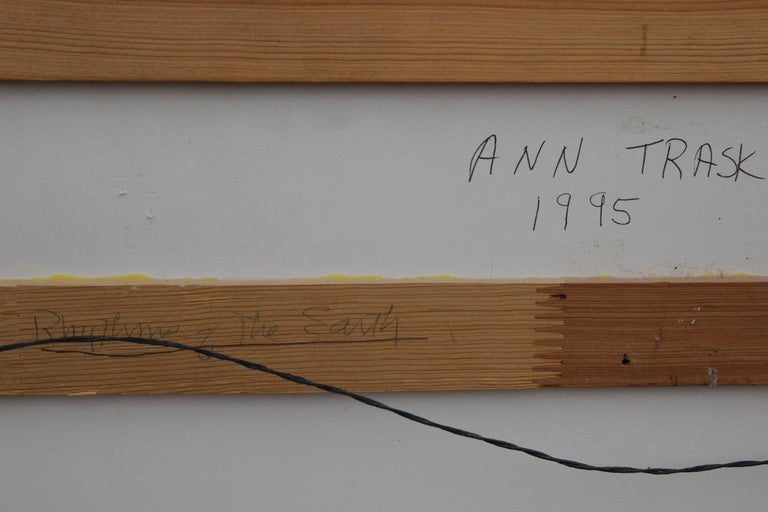 ANN TRASK
1995
Rhythms of The Earth